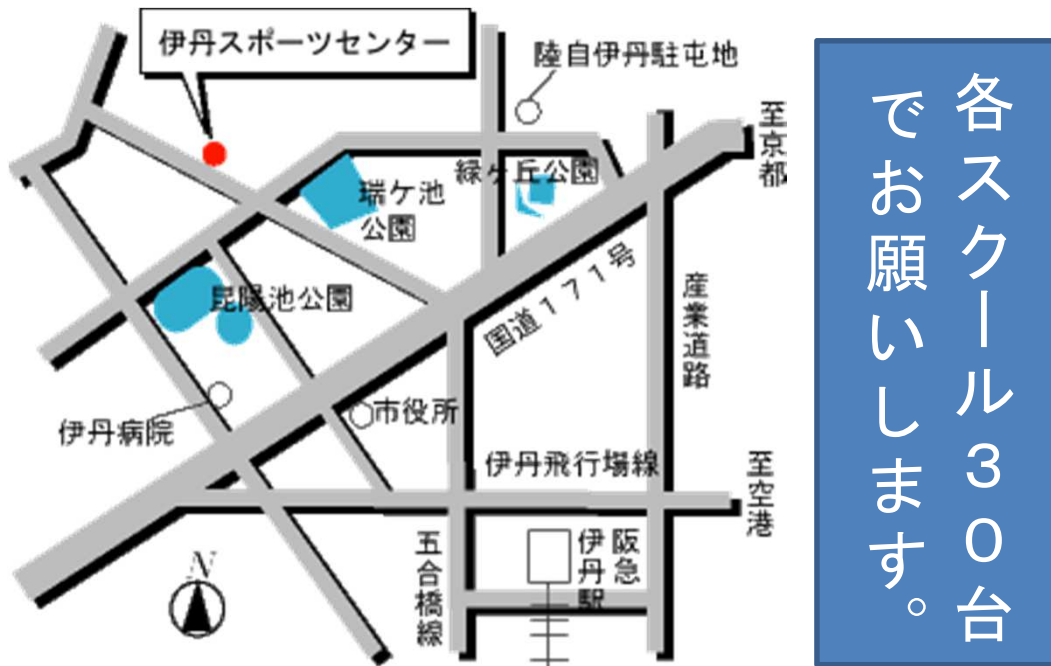 伊丹スポーツセンター
陸自伊丹駐屯地
至京都
緑ヶ丘公園
瑞ケ池
公園
昆陽池公園
国道171号
産業道路
伊丹病院
市役所
伊丹飛行場線
至空港
五合橋線
阪急
伊丹駅
N
各スクール30台
でお願いします。